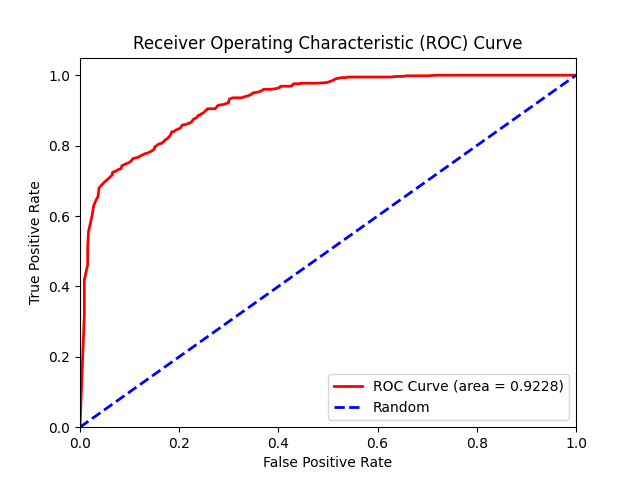 Receiver Operating Characteristic (ROC) Curve
1.0
0.8
0.6
0.4
0.2
0.0
True Positive Rate
ROC Curve (area = 0.9228)
Random
0.0 0.2 0.4 0.6 0.8 1.0
False Positive Rate